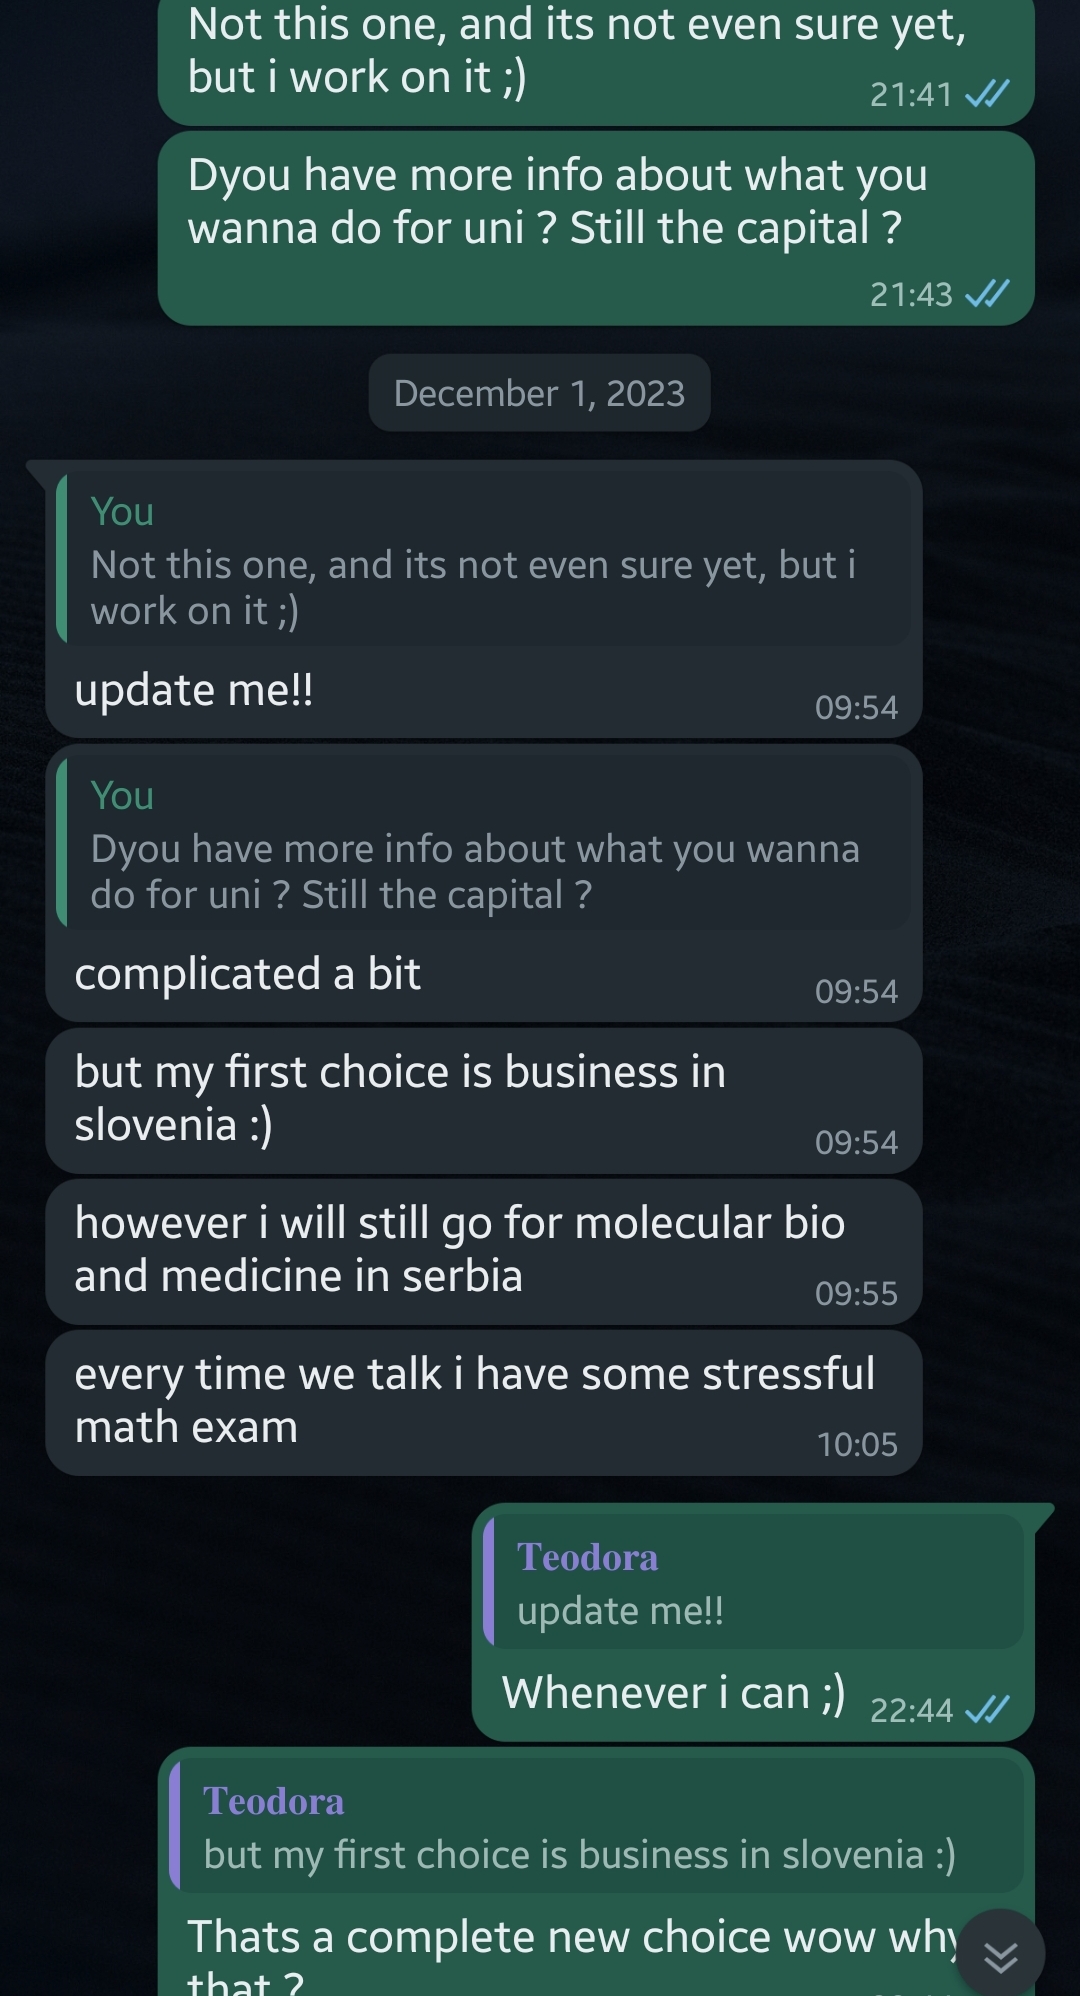 Not this one, and its not even sure yet,
but i work on it ;)
21:41
Dyou have more info about what you
wanna do for uni ? Still the capital ?
21:43
December 1, 2023
You
Not this one, and its not even sure yet, but i
work on it ;)
update me!!
09:54
You
Dyou have more info about what you wanna
do for uni ? Still the capital ?
complicated a bit
09:54
but my first choice is business in
slovenia :)
09:54
however i will still go for molecular bio
and medicine in serbia
09:55
every time we talk i have some stressful
math exam
10:05
Teodora
update me!!
Whenever i can ;)
22:44
Teodora
but my first choice is business in slovenia :)
Thats a complete new choice wow why
that ?